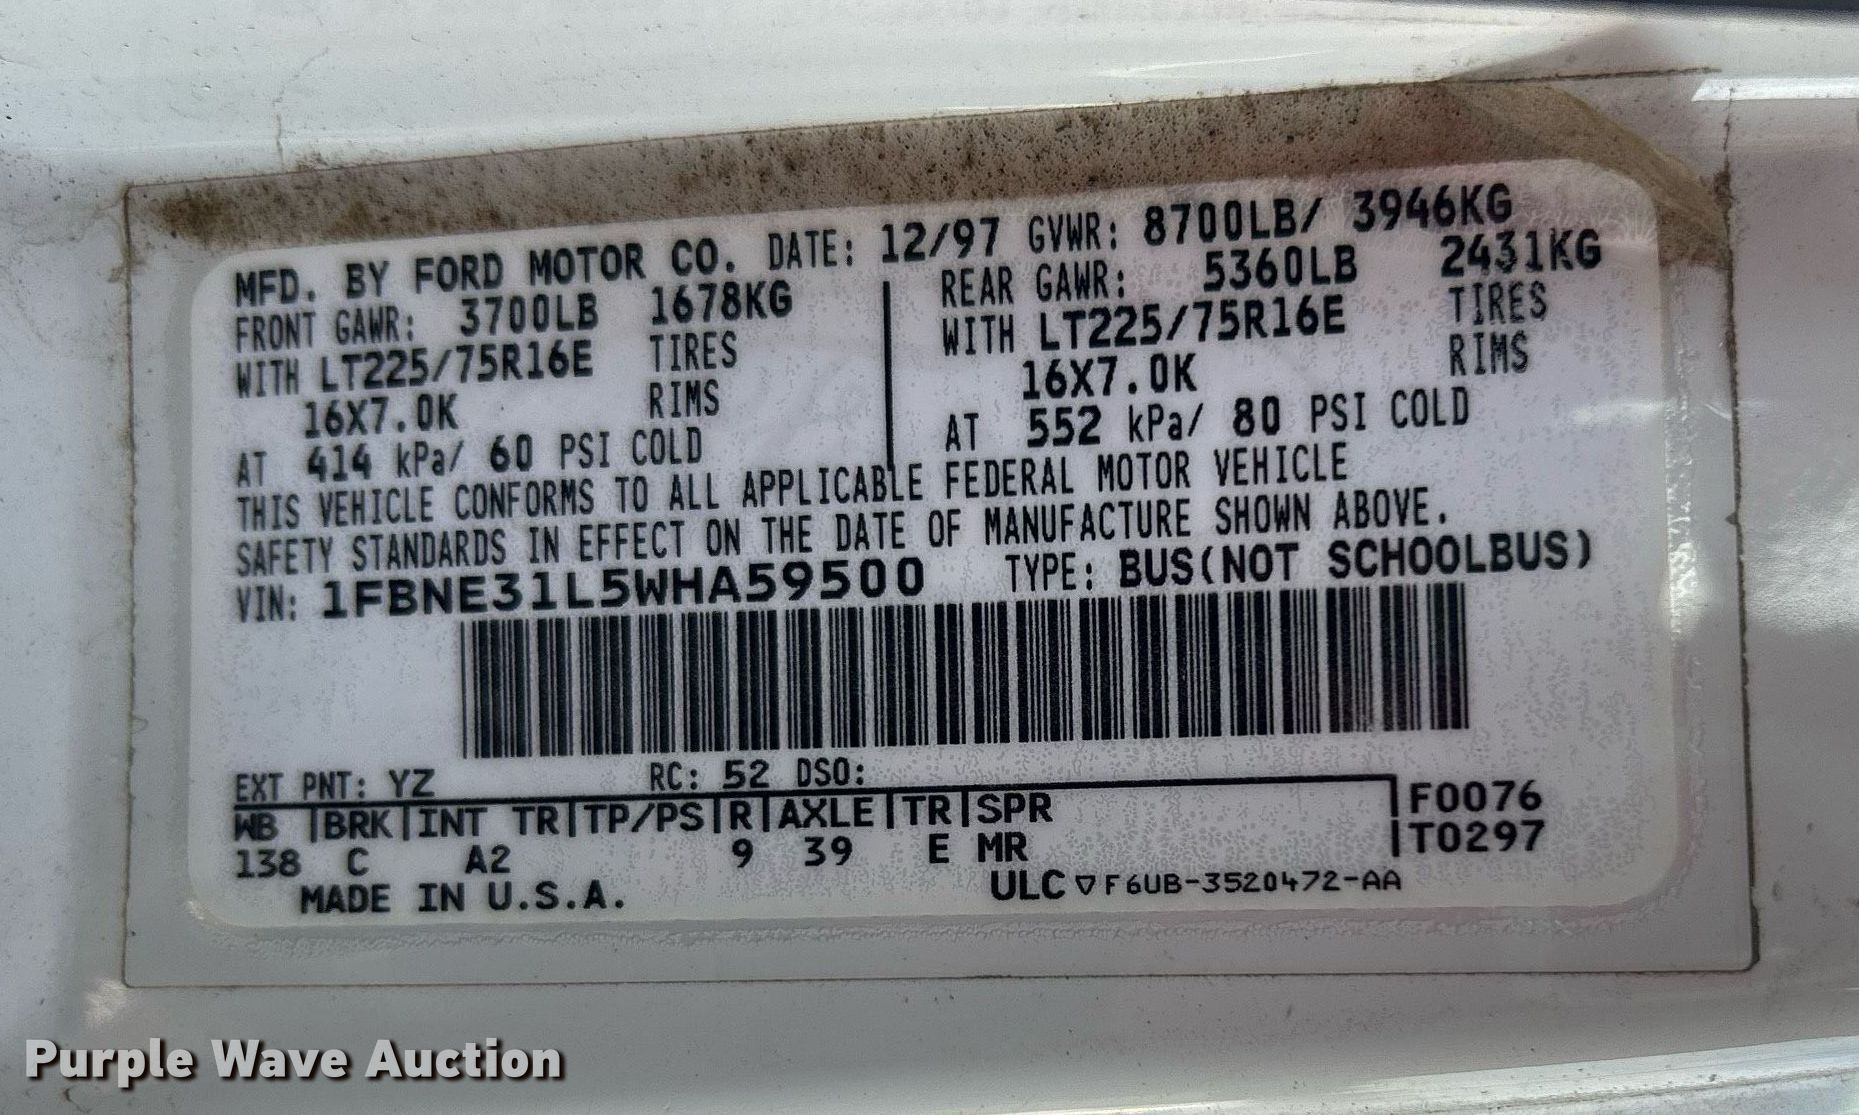 MFD. BY FORD MOTOR CO. DATE: 12/97 GVWR: 8700LB/ 3946KG
FRONT GAWR: 3700LB 1678KG
WITH LT225/75R16E TIRES
16X7.0K RIMS
AT 414 kPa/ 60 PSI COLD
REAR GAWR: 5360LB 2431KG
WITH LT225/75R16E TIRES
16X7.0K RIMS
AT 552 kPa/ 80 PSI COLD
THIS VEHICLE CONFORMS TO ALL APPLICABLE FEDERAL MOTOR VEHICLE
SAFETY STANDARDS IN EFFECT ON THE DATE OF MANUFACTURE SHOWN ABOVE.
VIN: 1FBNE31L5WHA59500 TYPE: BUS(NOT SCHOOLBUS)
EXT PNT: YZ RC: 52 DSO:
WB |BRK|INT TR|TP/PS|R|AXLE|TR|SPR |F0076
138 C A2 9 39 E MR |T0297
MADE IN U.S.A. ULC ▽ F6UB-3520472-AA
Purple Wave Auction